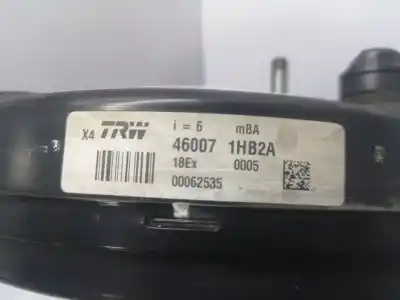 X4 TRW i = 6 mBA
46007 1HB2A
18Ex 0005
00062535